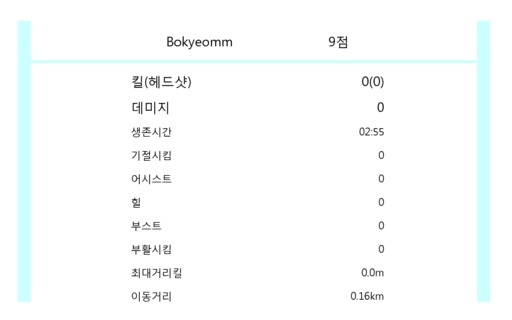 Bokyeomm 9점
킬(헤드샷) 0(0)
데미지 0
생존시간 02:55
기절시킴 0
어시스트 0
힐 0
부스트 0
부활시킴 0
최대거리킬 0.0m
이동거리 0.16km